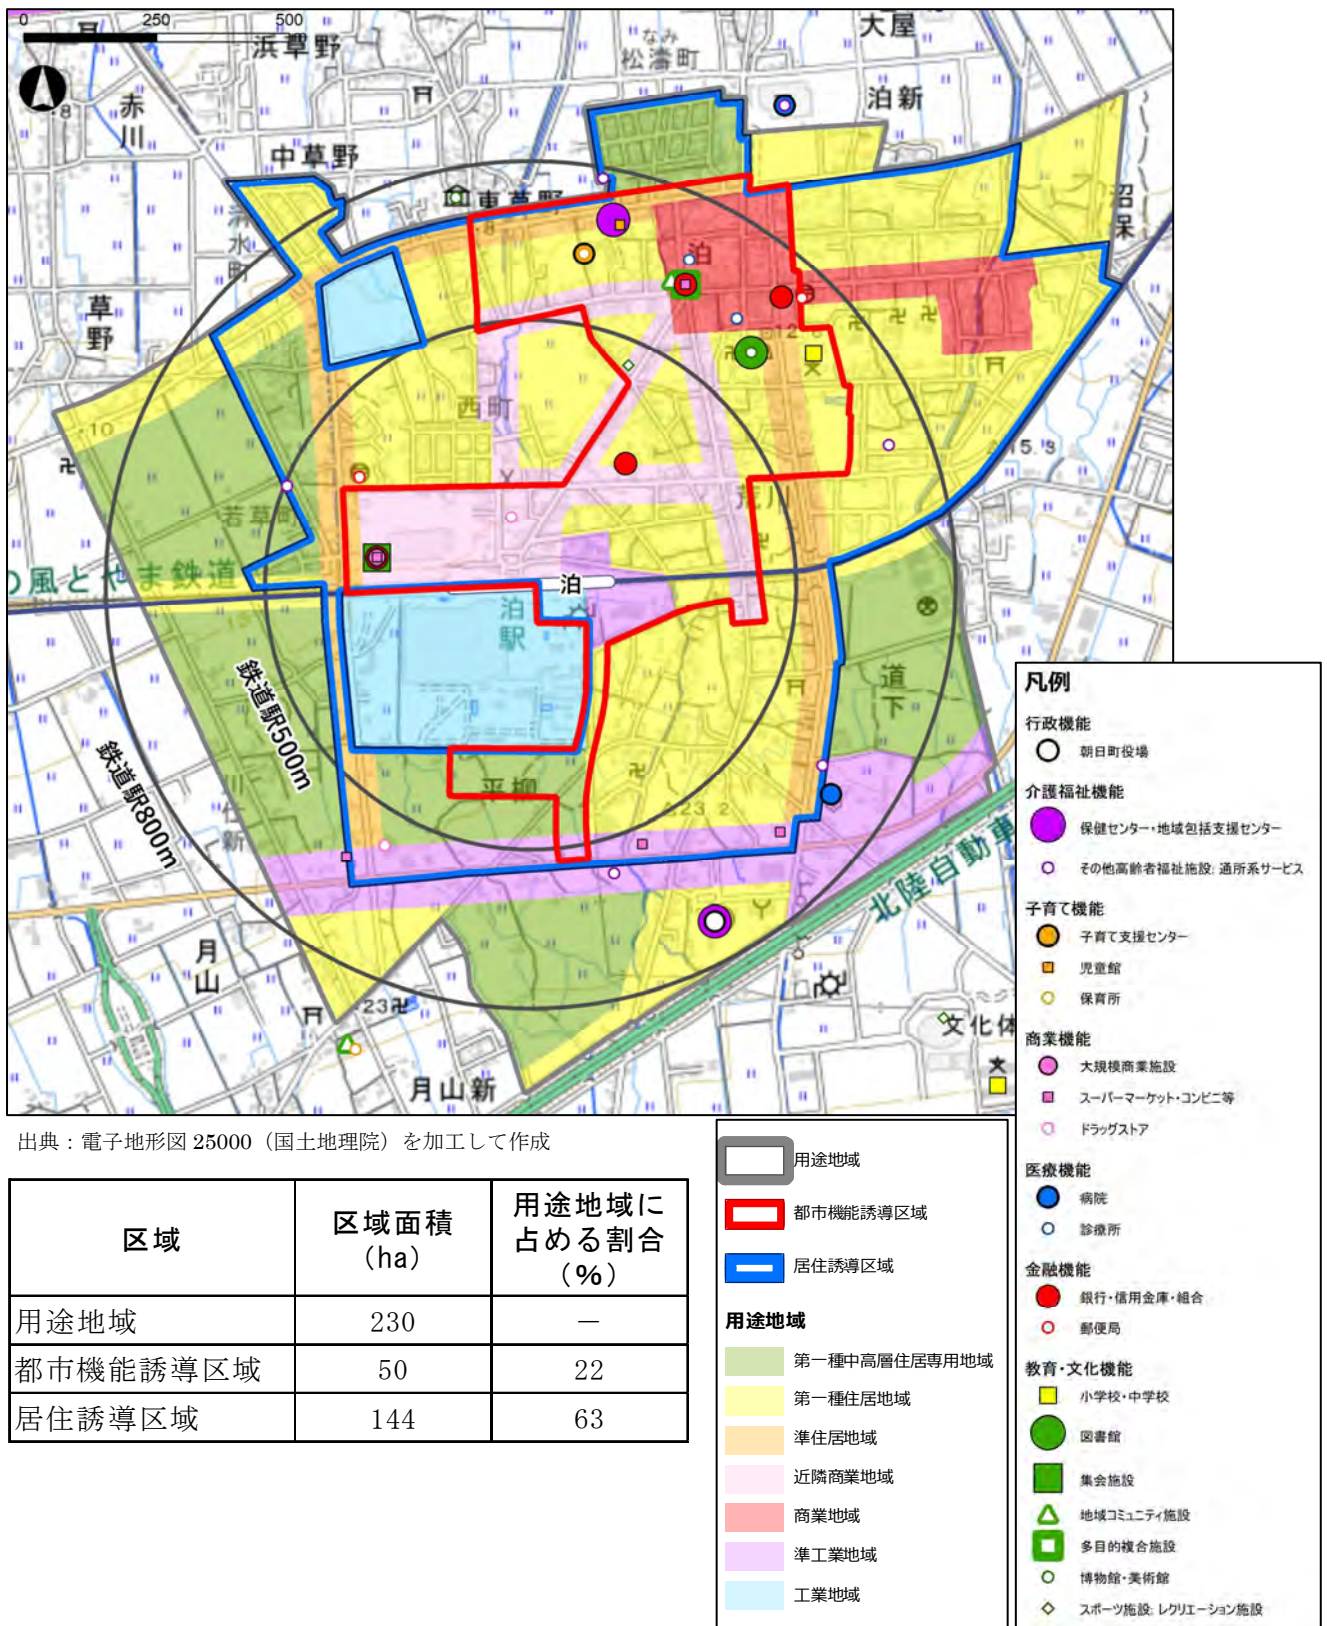 0 250 500
浜草野
なみ
松濤町
大屋
泊新
赤川
中草野
東草野
沼保
清水町
泊
草野
西町
若草町
荒川
の風とやま鉄道
泊
泊駅
道下
鉄道駅500m
鉄道駅800m
平柳
23.2
北陸自動車
月山
23
文化体
月山新
出典：電子地形図 25000（国土地理院）を加工して作成
区域 区域面積(ha) 用途地域に占める割合(%)
用途地域 230 －
都市機能誘導区域 50 22
居住誘導区域 144 63
用途地域
都市機能誘導区域
居住誘導区域
用途地域
第一種中高層住居専用地域
第一種住居地域
準住居地域
近隣商業地域
商業地域
準工業地域
工業地域
凡例
行政機能
朝日町役場
介護福祉機能
保健センター・地域包括支援センター
その他高齢者福祉施設: 通所系サービス
子育て機能
子育て支援センター
児童館
保育所
商業機能
大規模商業施設
スーパーマーケット・コンビニ等
ドラッグストア
医療機能
病院
診療所
金融機能
銀行・信用金庫・組合
郵便局
教育・文化機能
小学校・中学校
図書館
集会施設
地域コミュニティ施設
多目的複合施設
博物館・美術館
スポーツ施設: レクリエーション施設